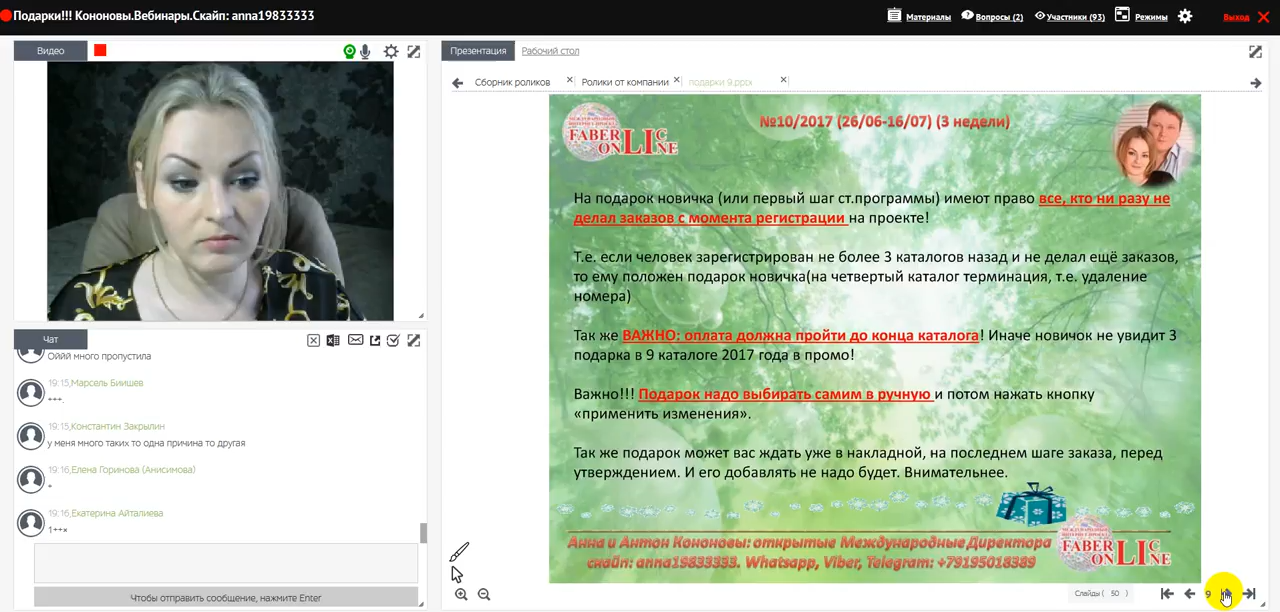 Подарки!!! Кононовы.Вебинары.Скайп: anna19833333
Материалы
Вопросы (2)
Участники (93)
Режимы
Выход
Видео
Презентация
Рабочий стол
Сборник роликов
Ролики от компании
подарки 9.pptx
МЕЖДУНАРОДНЫЙ
ИНТЕРНЕТ-ПРОЕКТ
FABERLIC
ONLINE
№10/2017 (26/06-16/07) (3 недели)
На подарок новичка (или первый шаг ст.программы) имеют право все, кто ни разу не
делал заказов с момента регистрации на проекте!
Т.е. если человек зарегистрирован не более 3 каталогов назад и не делал ещё заказов,
то ему положен подарок новичка(на четвертый каталог терминация, т.е. удаление
номера)
Так же ВАЖНО: оплата должна пройти до конца каталога! Иначе новичок не увидит 3
подарка в 9 каталоге 2017 года в промо!
Важно!!! Подарок надо выбирать самим в ручную и потом нажать кнопку
«применить изменения».
Так же подарок может вас ждать уже в накладной, на последнем шаге заказа, перед
утверждением. И его добавлять не надо будет. Внимательнее.
Анна и Антон Кононовы: открытые Международные Директора
скайп: anna19833333. Whatsapp, Viber, Telegram: +79195018389
МЕЖДУНАРОДНЫЙ
ИНТЕРНЕТ-ПРОЕКТ
FABERLIC
ONLINE
Слайды ( 50 )
9
Чат
Оййй много пропустила
19:15,Марсель Биишев
+++.
19:15,Константин Закрылин
у меня много таких то одна причина то другая
19:16,Елена Горинова (Анисимова)
+
19:16,Екатерина Айталиева
1++×
Чтобы отправить сообщение, нажмите Enter